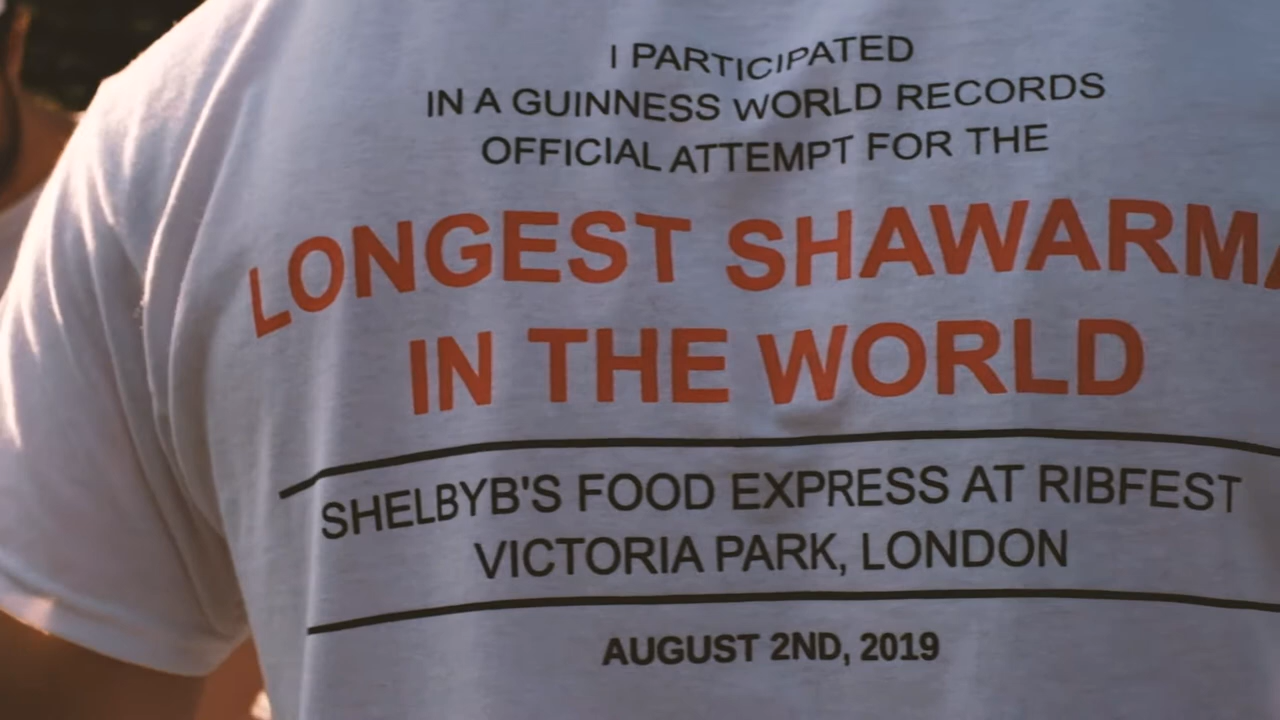 I PARTICIPATED
IN A GUINNESS WORLD RECORDS
OFFICIAL ATTEMPT FOR THE
LONGEST SHAWARMA
IN THE WORLD
SHELBYB'S FOOD EXPRESS AT RIBFEST
VICTORIA PARK, LONDON
AUGUST 2ND, 2019